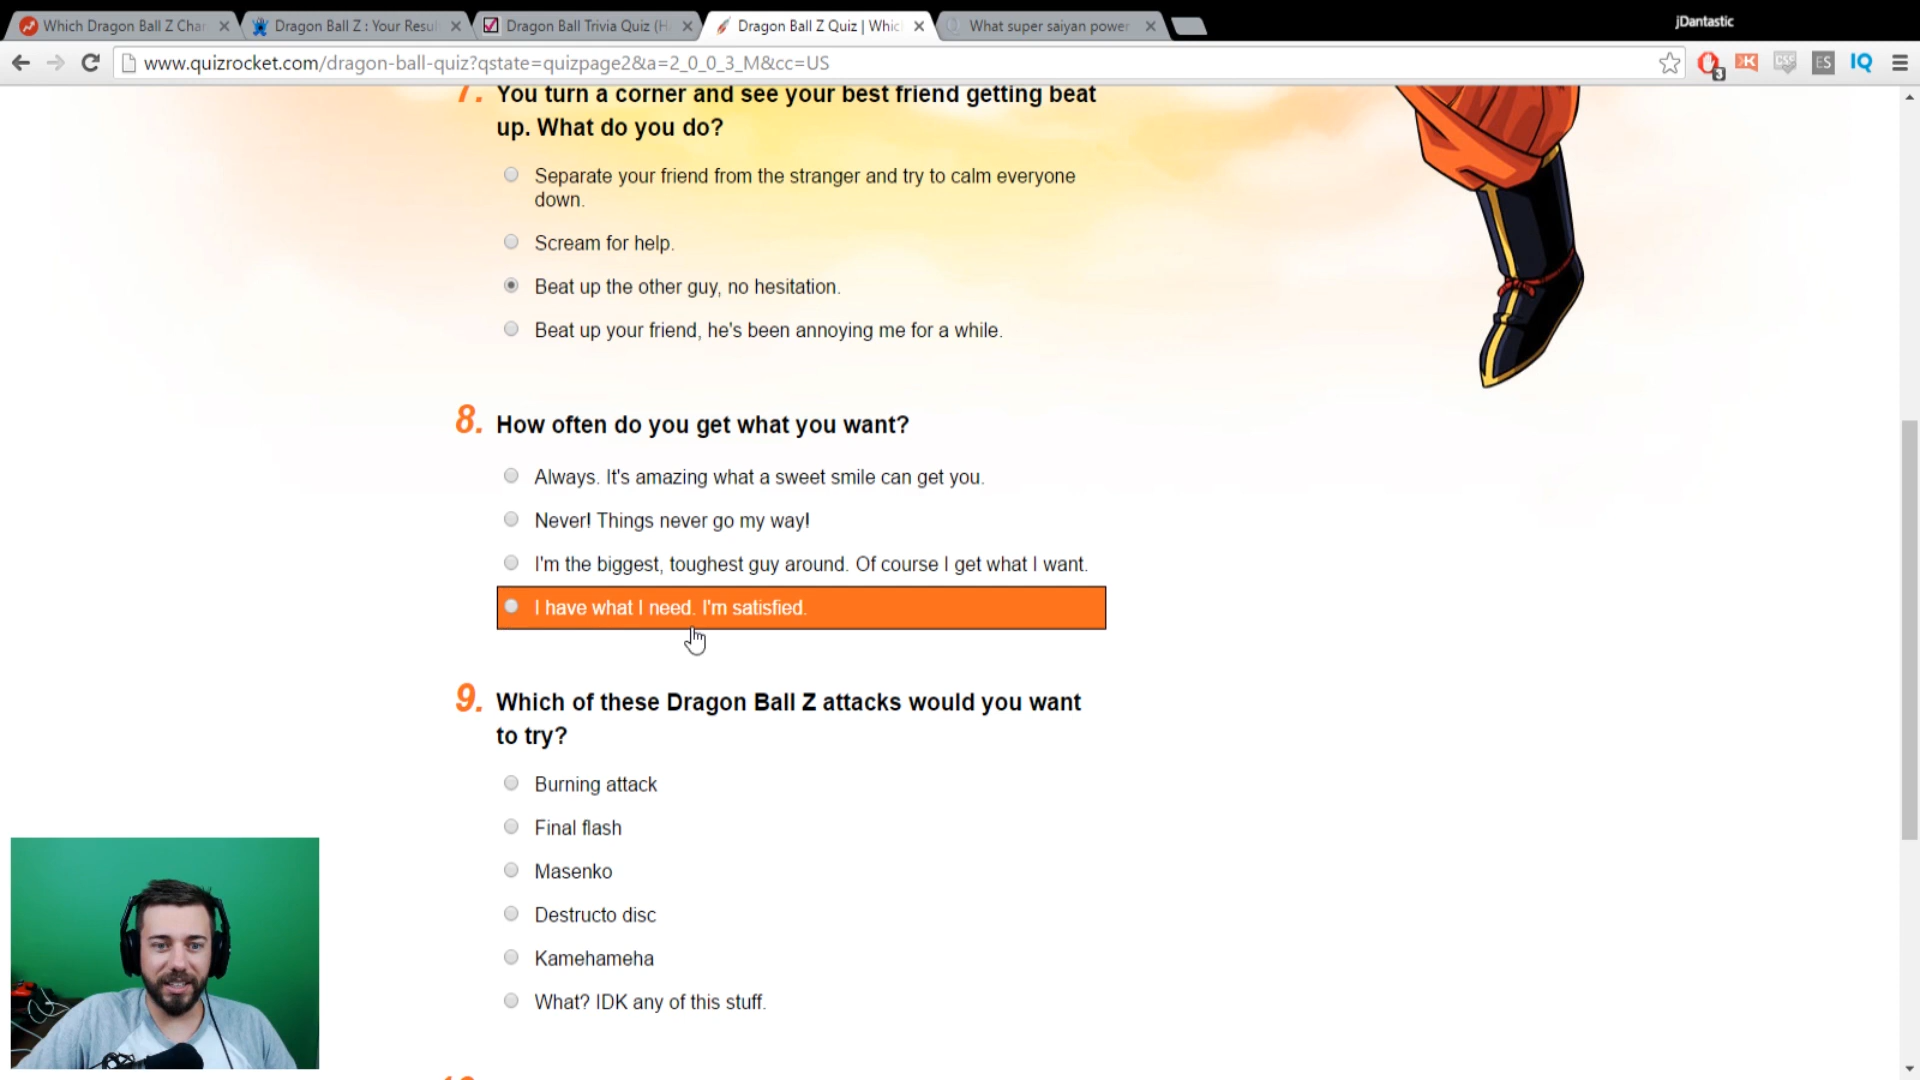 Which Dragon Ball Z Char
Dragon Ball Z : Your Result
Dragon Ball Trivia Quiz (H
Dragon Ball Z Quiz | Whic
What super saiyan power
jDantastic
www.quizrocket.com/dragon-ball-quiz?qstate=quizpage2&a=2_0_0_3_M&cc=US
3
K
CSC
ES
IQ
7. You turn a corner and see your best friend getting beat
up. What do you do?
Separate your friend from the stranger and try to calm everyone
down.
Scream for help.
Beat up the other guy, no hesitation.
Beat up your friend, he's been annoying me for a while.
8. How often do you get what you want?
Always. It's amazing what a sweet smile can get you.
Never! Things never go my way!
I'm the biggest, toughest guy around. Of course I get what I want.
I have what I need. I'm satisfied.
9. Which of these Dragon Ball Z attacks would you want
to try?
Burning attack
Final flash
Masenko
Destructo disc
Kamehameha
What? IDK any of this stuff.